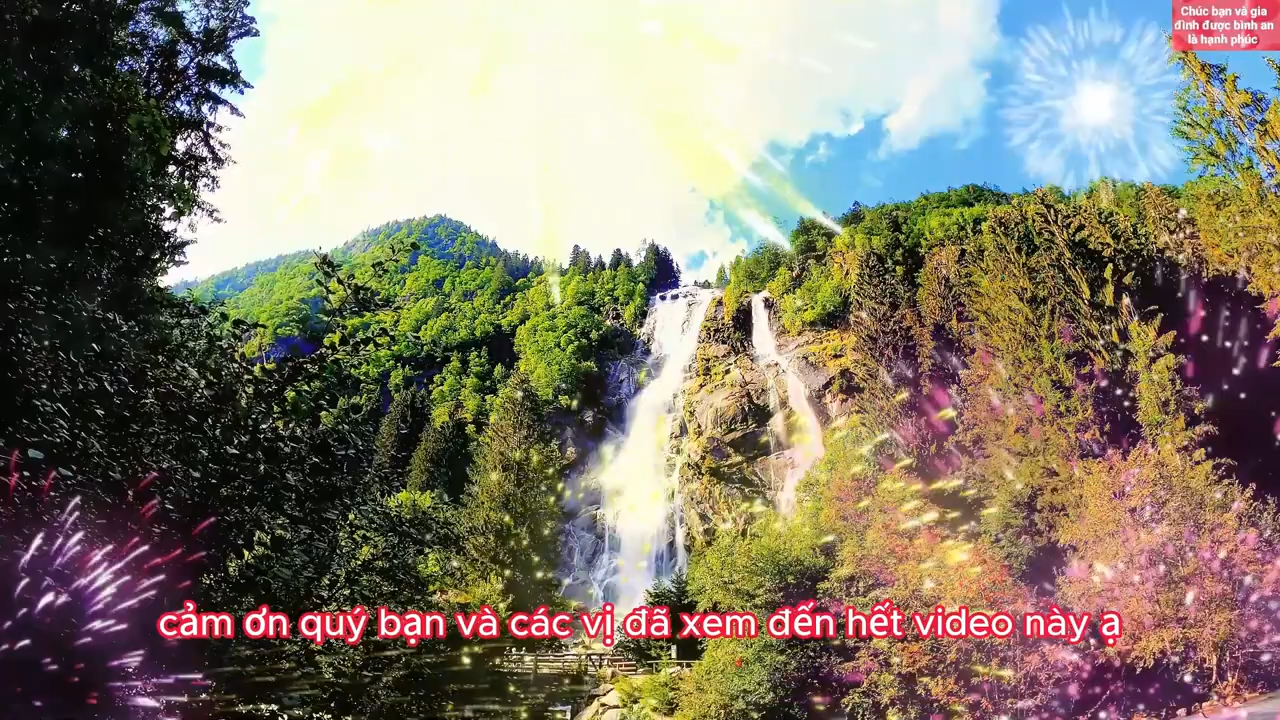 Chúc bạn và gia
đình được bình an
là hạnh phúc
cảm ơn quý bạn và các vị đã xem đến hết video này ạ